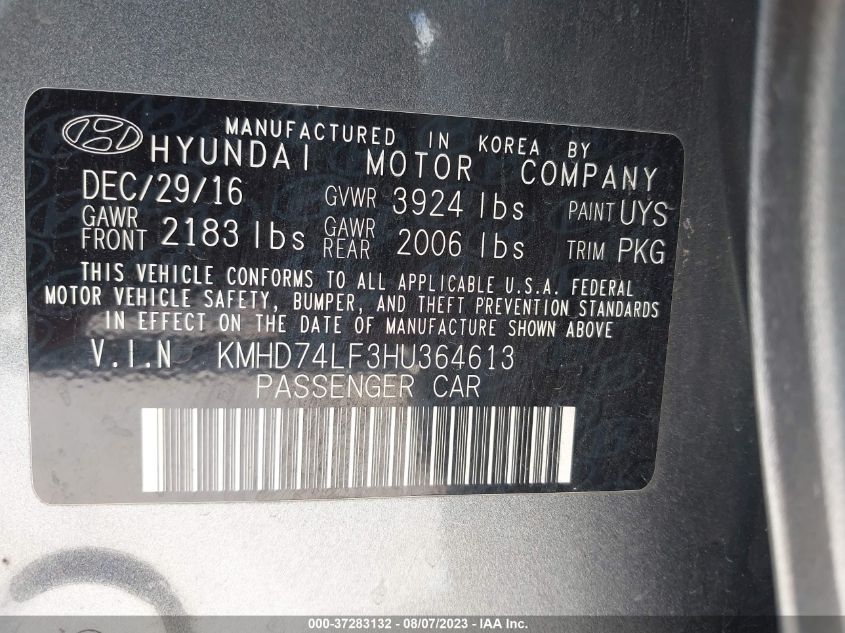 MANUFACTURED IN KOREA BY
HYUNDAI MOTOR COMPANY
DEC/29/16 GVWR 3924 lbs PAINT UYS
GAWR FRONT 2183 lbs GAWR REAR 2006 lbs TRIM PKG
THIS VEHICLE CONFORMS TO ALL APPLICABLE U.S.A. FEDERAL
MOTOR VEHICLE SAFETY, BUMPER, AND THEFT PREVENTION STANDARDS
IN EFFECT ON THE DATE OF MANUFACTURE SHOWN ABOVE
V.I.N KMHD74LF3HU364613
PASSENGER CAR
000-37283132 - 08/07/2023 - IAA Inc.